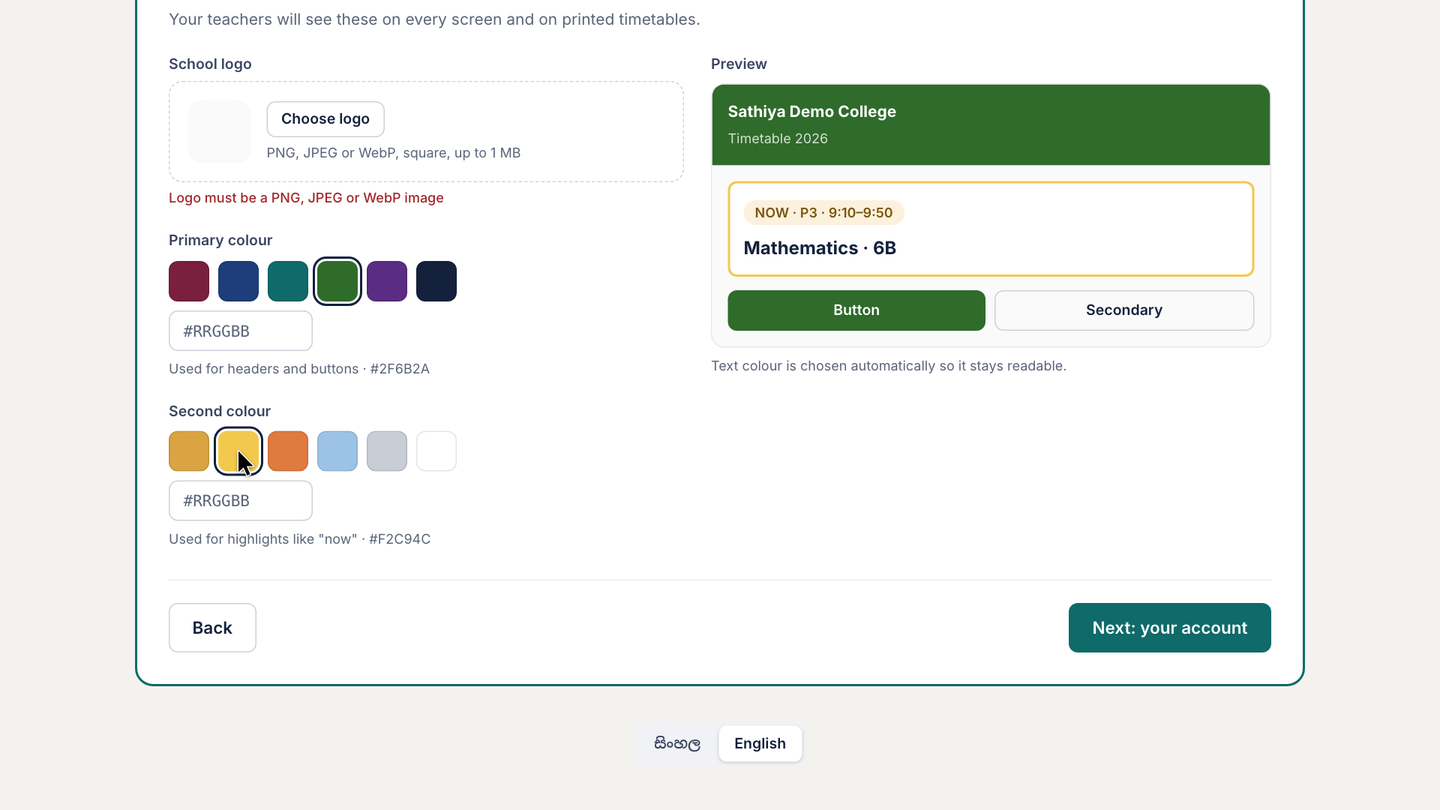 Your teachers will see these on every screen and on printed timetables.
School logo
Choose logo
PNG, JPEG or WebP, square, up to 1 MB
Logo must be a PNG, JPEG or WebP image
Primary colour
#RRGGBB
Used for headers and buttons · #2F6B2A
Second colour
#RRGGBB
Used for highlights like "now" · #F2C94C
Preview
Sathiya Demo College
Timetable 2026
NOW · P3 · 9:10–9:50
Mathematics · 6B
Button
Secondary
Text colour is chosen automatically so it stays readable.
Back
Next: your account
සිංහල
English